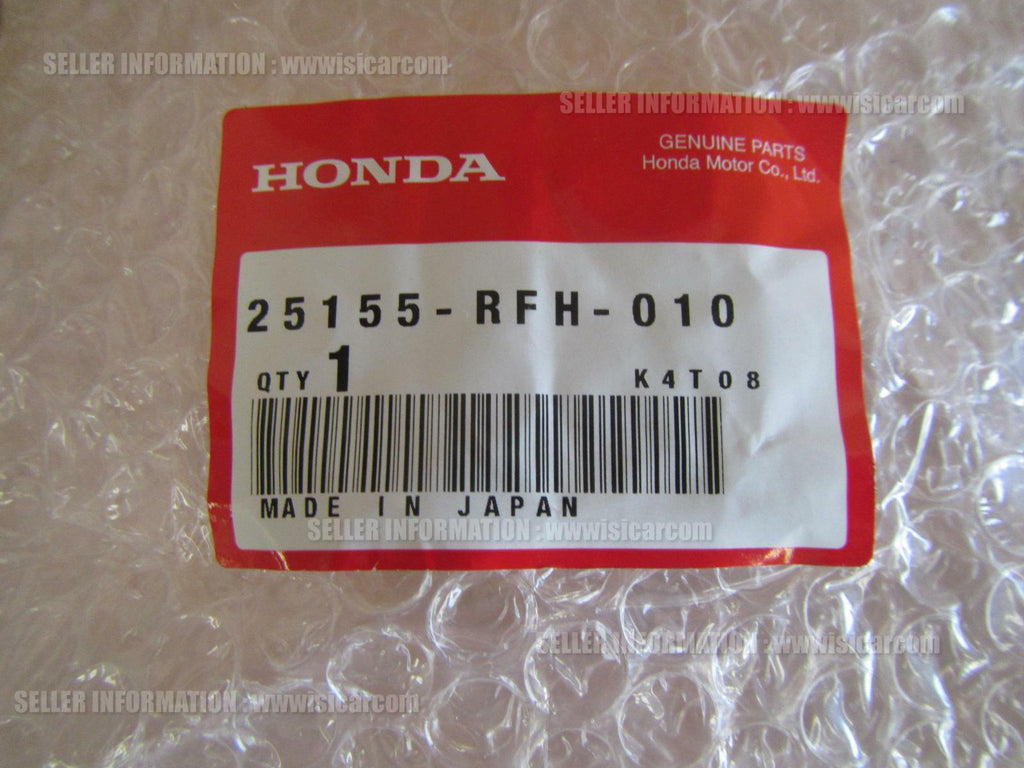 SELLER INFORMATION : wwwisicarcom
SELLER INFORMATION : wwwisicarcom
HONDA
GENUINE PARTS
Honda Motor Co., Ltd.
25155-RFH-010
QTY 1 K4T08
MADE IN JAPAN
SELLER INFORMATION : wwwisicarcom
SELLER INFORMATION : wwwisicarcom
SELLER INFORMATION : wwwisicarcom